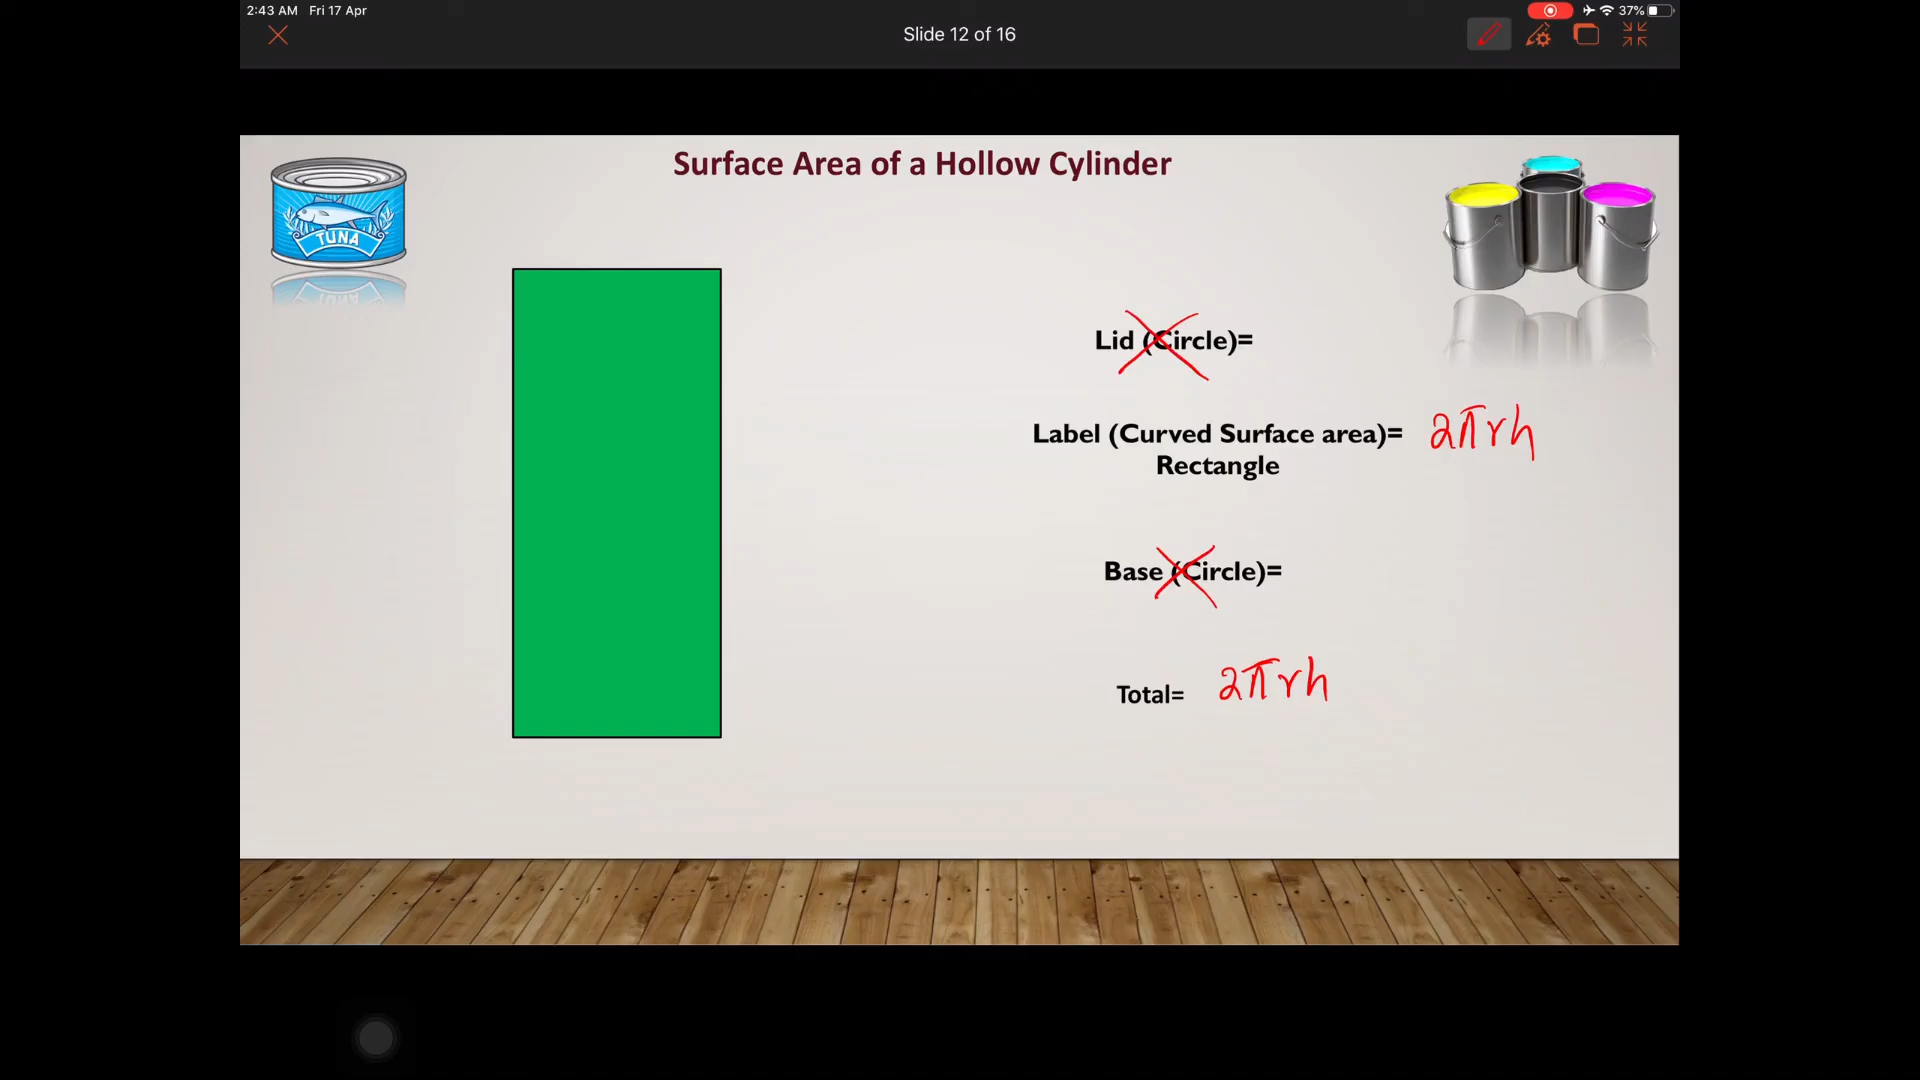 2:43 AM Fri 17 Apr
37%
Slide 12 of 16
Surface Area of a Hollow Cylinder
TUNA
Lid (Circle)=
Label (Curved Surface area)= 2πrh
Rectangle
Base (Circle)=
Total= 2πrh